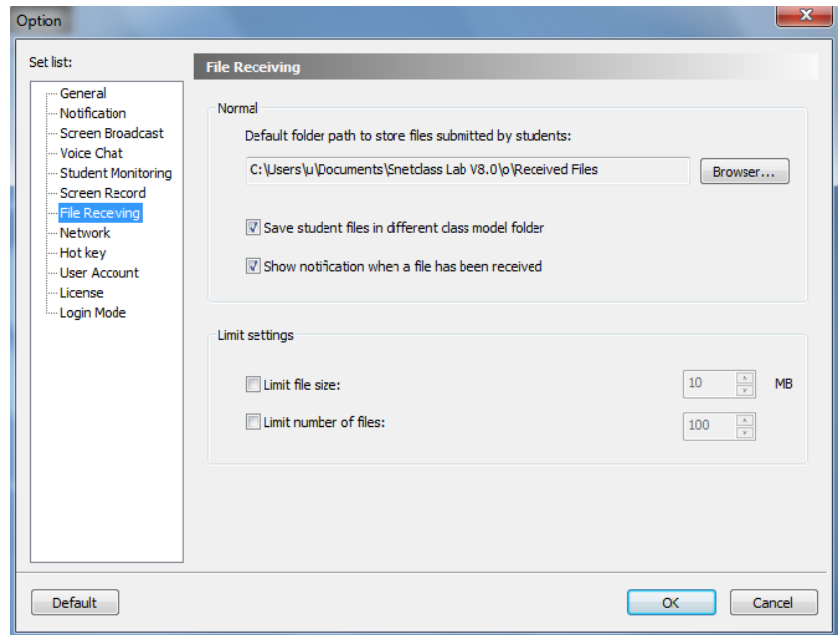 Option
Set list:
General
Notification
Screen Broadcast
Voice Chat
Student Monitoring
Screen Record
File Receving
Network
Hot key
User Account
License
Login Mode
File Receiving
Normal
Default folder path to store files submitted by students:
C:\Users\u\Documents\Snetclass Lab V8.0\o\Received Files
Browser...
Save student files in different class model folder
Show notification when a file has been received
Limit settings
Limit file size: 10 MB
Limit number of files: 100
Default OK Cancel